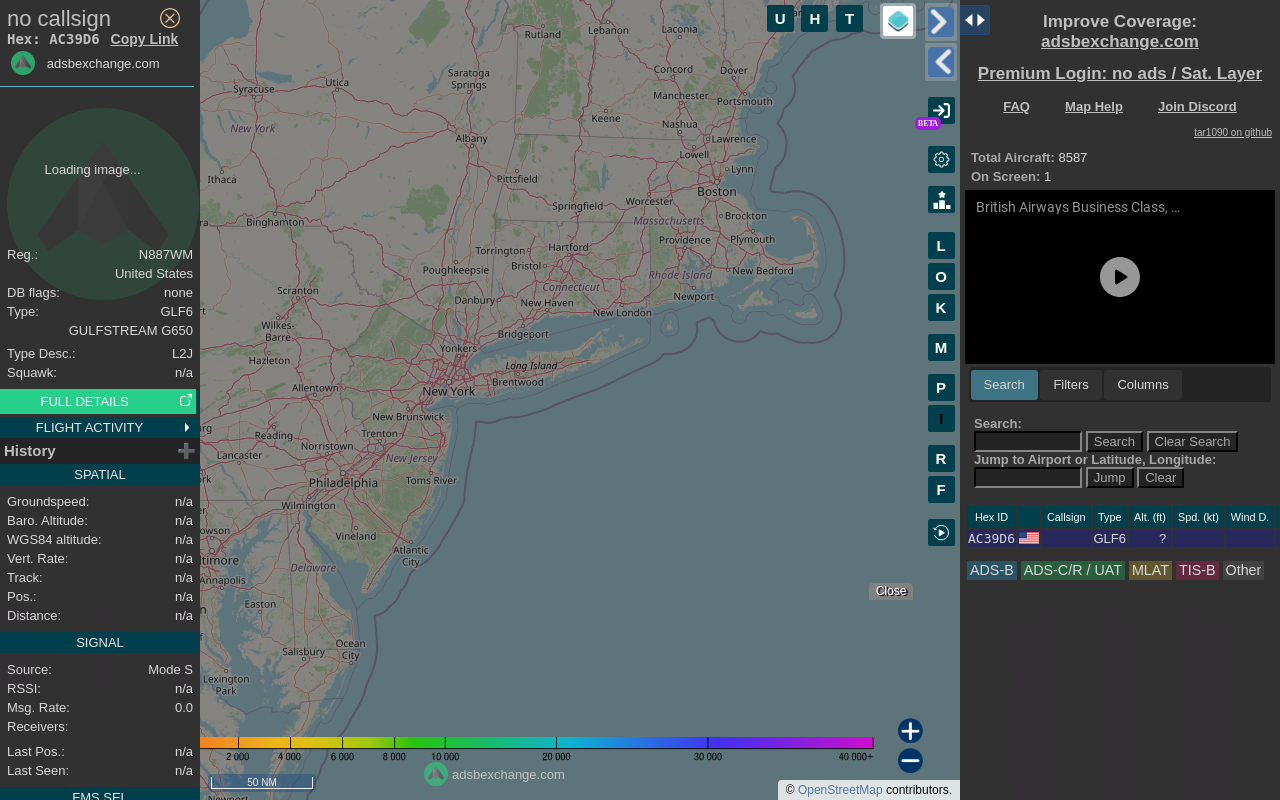 no callsign
Hex: AC39D6 Copy Link
adsbexchange.com
Loading image...
Reg.: N887WM
United States
DB flags: none
Type: GLF6
GULFSTREAM G650
Type Desc.: L2J
Squawk: n/a
FULL DETAILS
FLIGHT ACTIVITY
History
SPATIAL
Groundspeed: n/a
Baro. Altitude: n/a
WGS84 altitude: n/a
Vert. Rate: n/a
Track: n/a
Pos.: n/a
Distance: n/a
SIGNAL
Source: Mode S
RSSI: n/a
Msg. Rate: 0.0
Receivers:
Last Pos.: n/a
Last Seen: n/a
FMS SEL
U H T
BETA
L
O
K
M
P
I
R
F
Rutland
Lebanon
Laconia
Concord
Dover
Saratoga
Springs
Utica
Syracuse
Manchester
Portsmouth
Keene
Nashua
New York
Albany
Lawrence
Lowell
Lynn
Ithaca
Pittsfield
Boston
Worcester
Springfield
Binghamton
Massachusetts
Brockton
Providence
Plymouth
Torrington
Hartford
Bristol
Poughkeepsie
Rhode Island
New Bedford
Connecticut
Scranton
Danbury
New Haven
Newport
New London
Wilkes-
Barre
Bridgeport
Yonkers
Hazleton
Long Island
Brentwood
Allentown
New York
New Brunswick
Reading
Trenton
Norristown
Lancaster
New Jersey
Toms River
Philadelphia
Wilmington
Vineland
Atlantic
City
Delaware
Annapolis
Easton
Ocean
City
Salisbury
Lexington
Park
Close
2 000 4 000 6 000 8 000 10 000 20 000 30 000 40 000+
adsbexchange.com
50 NM
© OpenStreetMap contributors.
Improve Coverage:
adsbexchange.com
Premium Login: no ads / Sat. Layer
FAQ Map Help Join Discord
tar1090 on github
Total Aircraft: 8587
On Screen: 1
British Airways Business Class, ...
Search Filters Columns
Search:
Search Clear Search
Jump to Airport or Latitude, Longitude:
Jump Clear
Hex ID Callsign Type Alt. (ft) Spd. (kt) Wind D.
AC39D6 GLF6 ?
ADS-B ADS-C/R / UAT MLAT TIS-B Other